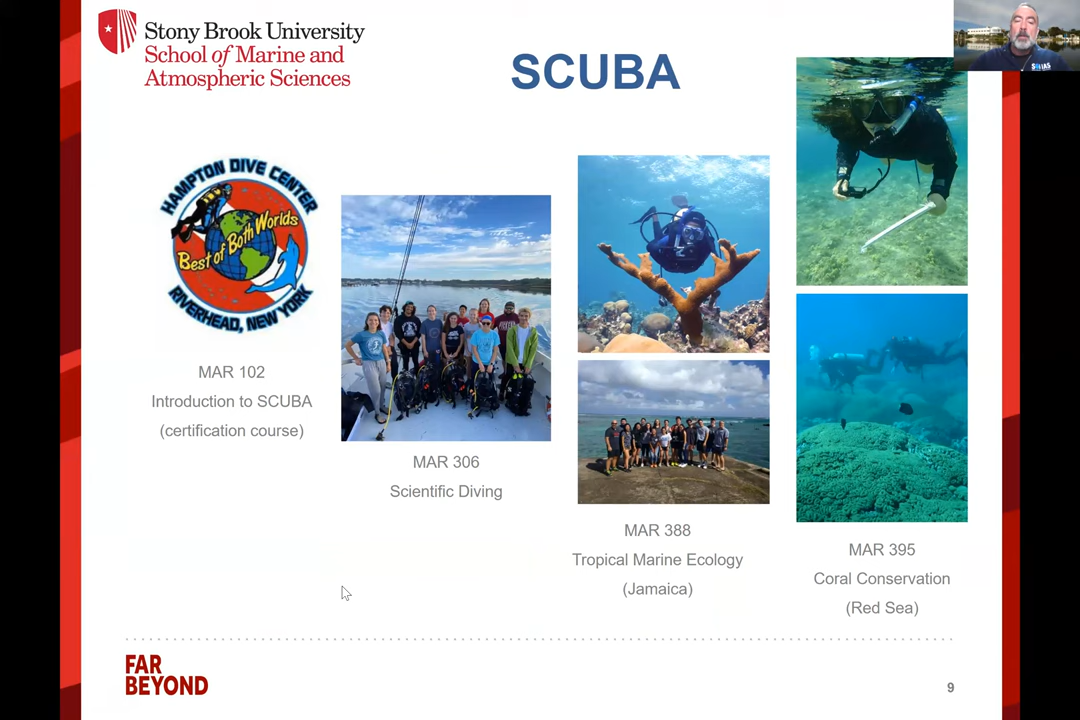 Stony Brook University
School of Marine and
Atmospheric Sciences
SCUBA
HAMPTON DIVE CENTER
Best of Both Worlds
RIVERHEAD, NEW YORK
MAR 102
Introduction to SCUBA
(certification course)
MAR 306
Scientific Diving
MAR 388
Tropical Marine Ecology
(Jamaica)
MAR 395
Coral Conservation
(Red Sea)
FAR
BEYOND
9